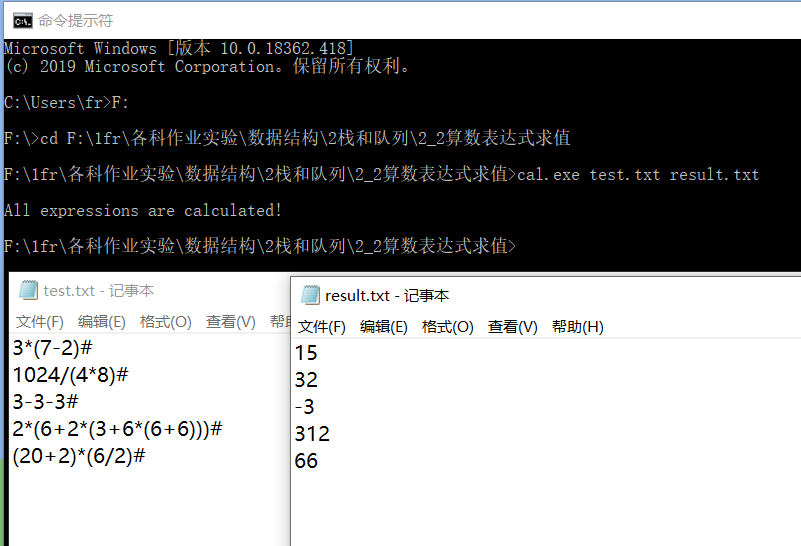 命令提示符
Microsoft Windows [版本 10.0.18362.418]
(c) 2019 Microsoft Corporation。保留所有权利。
C:\Users\fr>F:
F:\>cd F:\1fr\各科作业实验\数据结构\2栈和队列\2_2算数表达式求值
F:\1fr\各科作业实验\数据结构\2栈和队列\2_2算数表达式求值>cal.exe test.txt result.txt
All expressions are calculated!
F:\1fr\各科作业实验\数据结构\2栈和队列\2_2算数表达式求值>
test.txt - 记事本
文件(F) 编辑(E) 格式(O) 查看(V) 帮
3*(7-2)#
1024/(4*8)#
3-3-3#
2*(6+2*(3+6*(6+6)))#
(20+2)*(6/2)#
result.txt - 记事本
文件(F) 编辑(E) 格式(O) 查看(V) 帮助(H)
15
32
-3
312
66